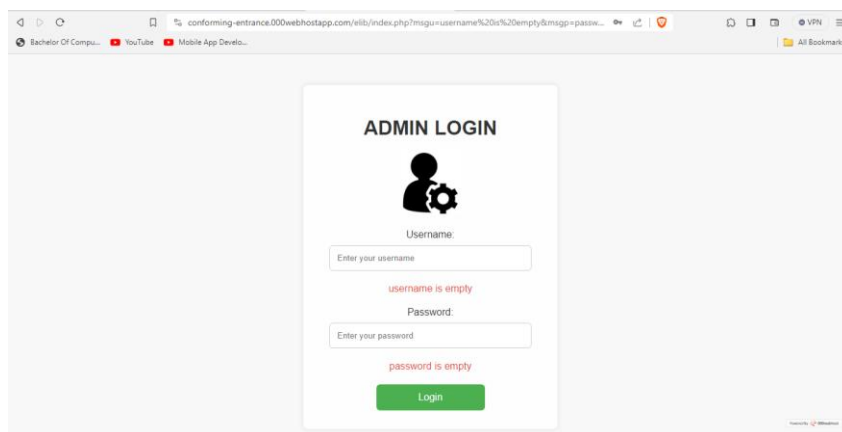 conforming-entrance.000webhostapp.com/elib/index.php?msgu=username%20is%20empty&msgp=passw...
VPN
Bachelor Of Compu...
YouTube
Mobile App Develo...
All Bookmark
ADMIN LOGIN
Username:
Enter your username
username is empty
Password:
Enter your password
password is empty
Login